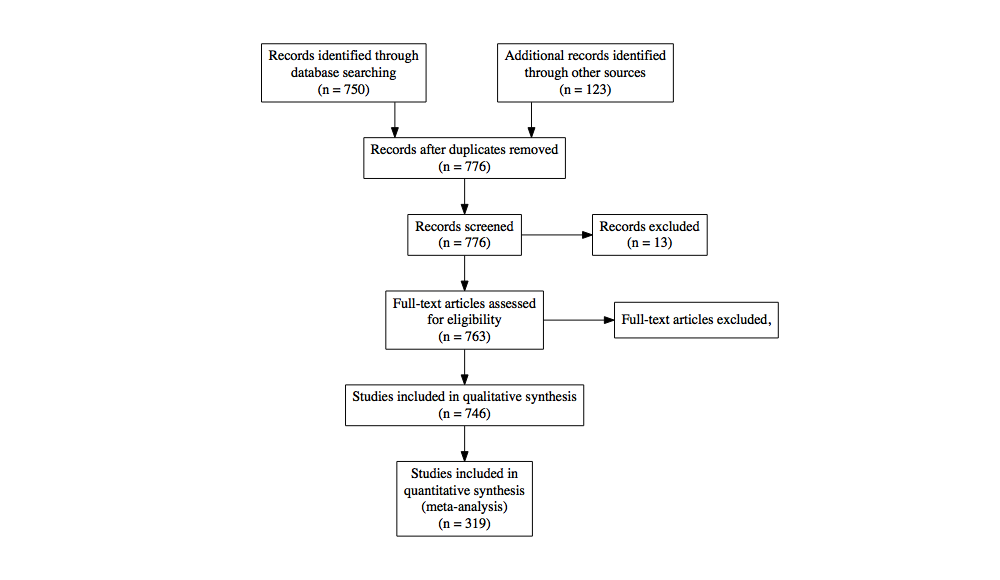 Records identified through
database searching
(n = 750)
Additional records identified
through other sources
(n = 123)
Records after duplicates removed
(n = 776)
Records screened
(n = 776)
Records excluded
(n = 13)
Full-text articles assessed
for eligibility
(n = 763)
Full-text articles excluded,
Studies included in qualitative synthesis
(n = 746)
Studies included in
quantitative synthesis
(meta-analysis)
(n = 319)